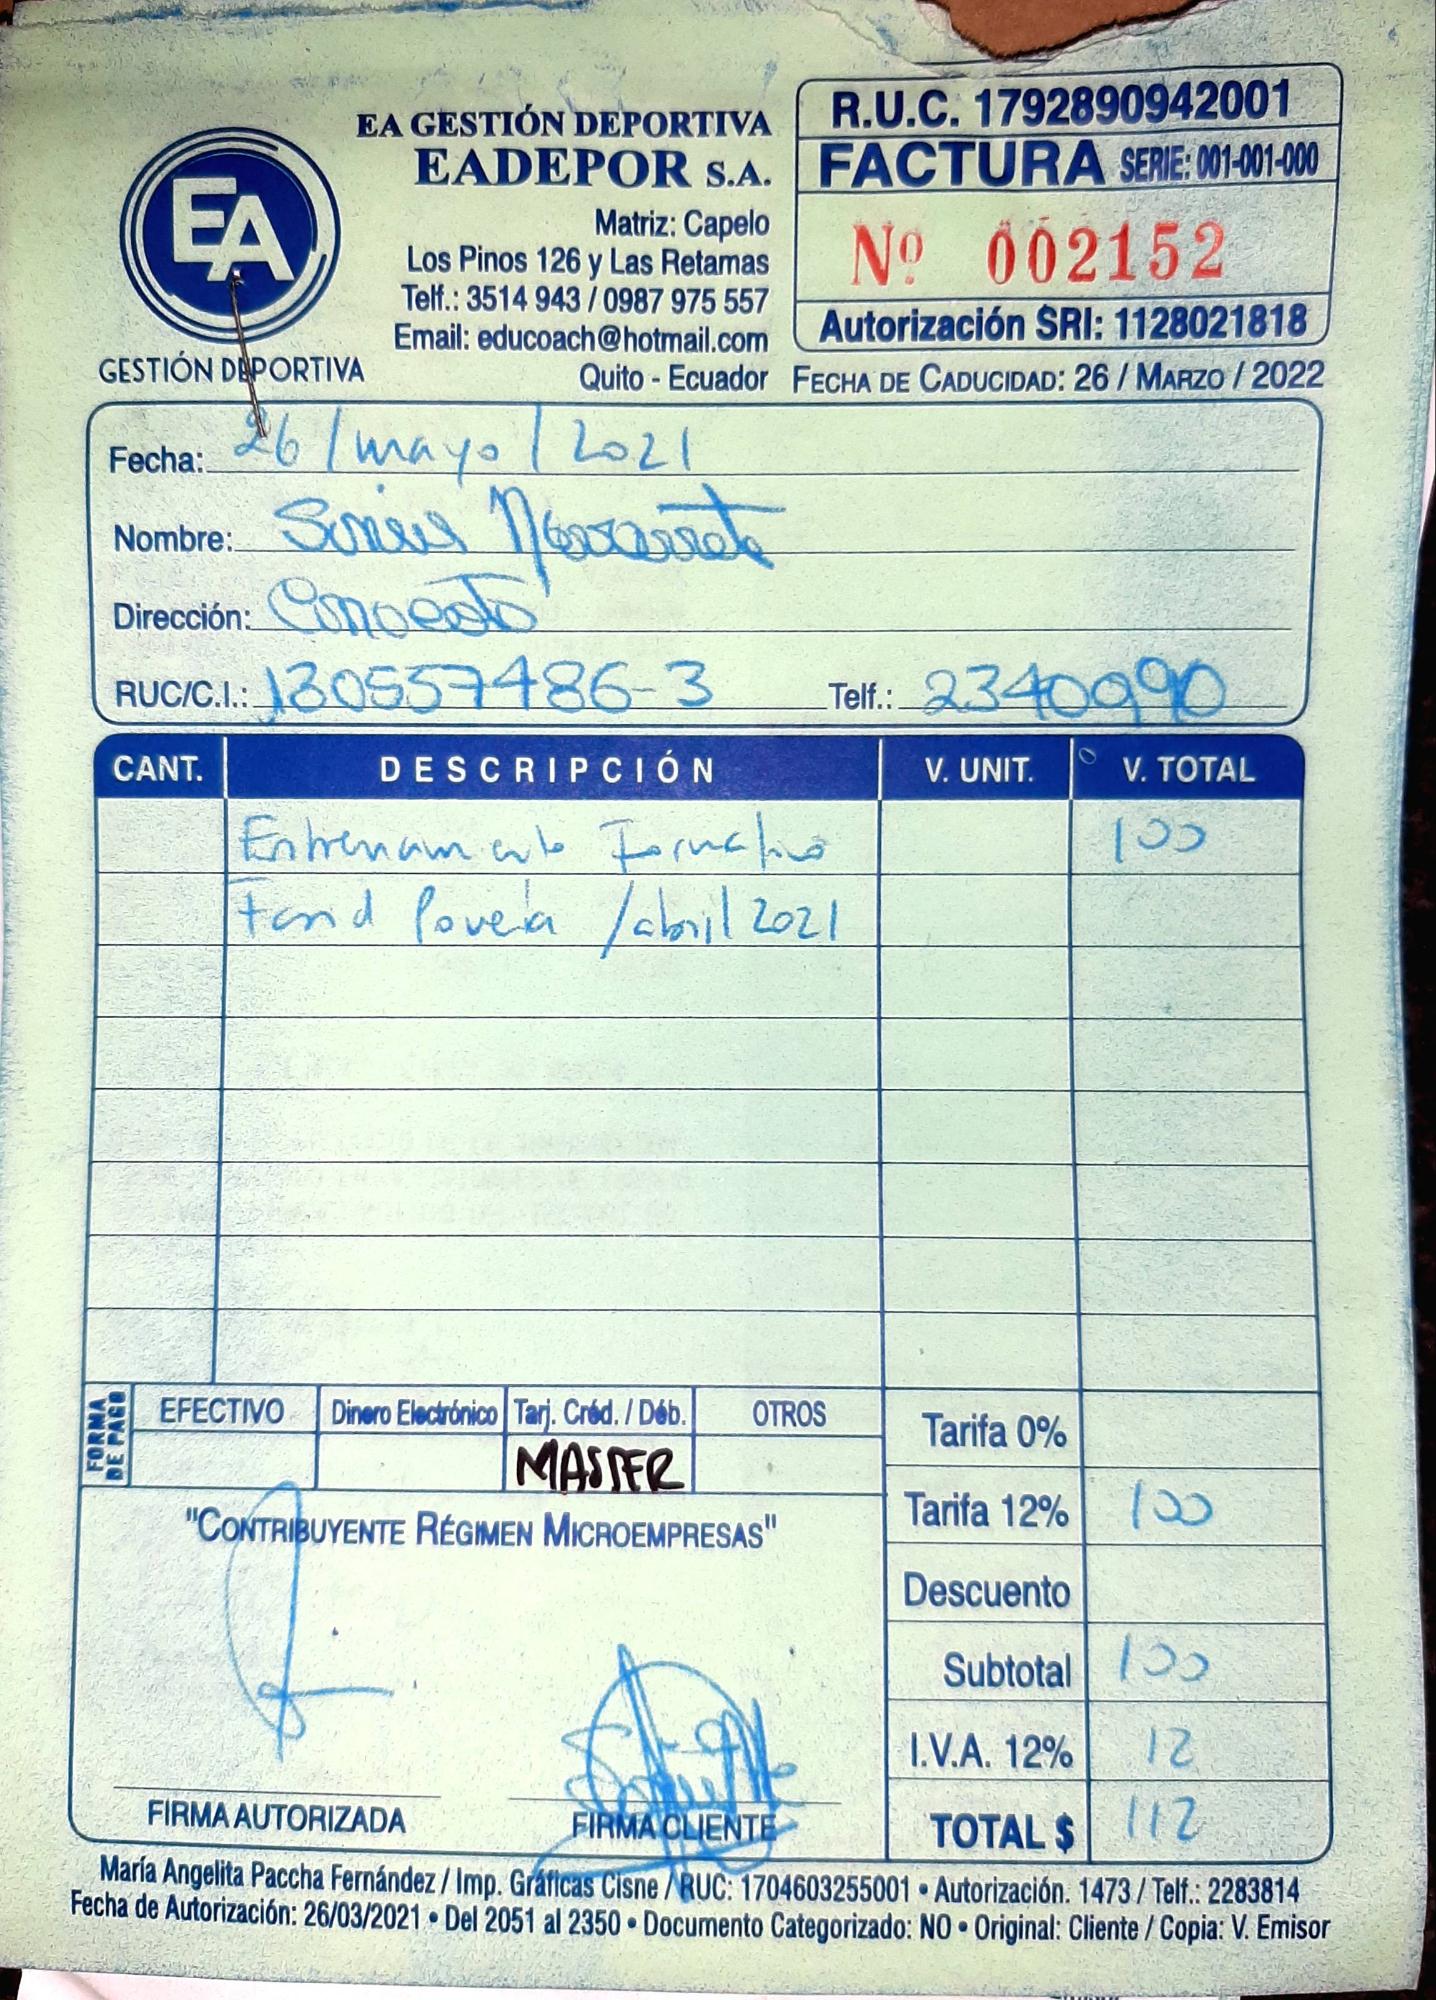 EA GESTIÓN DEPORTIVA
EADEPOR S.A.
EA
GESTIÓN DEPORTIVA
Matriz: Capelo
Los Pinos 126 y Las Retamas
Telf.: 3514 943 / 0987 975 557
Email: educoach@hotmail.com
Quito - Ecuador
R.U.C. 1792890942001
FACTURA SERIE: 001-001-000
Nº 002152
Autorización SRI: 1128021818
FECHA DE CADUCIDAD: 26 / MARZO / 2022
Fecha: 26 / mayo / 2021
Nombre:
Dirección: Conocoto
RUC/C.I.: 130557486-3 Telf.: 2340990
CANT. DESCRIPCIÓN V. UNIT. V. TOTAL
Entrenamiento Formativo 100
/ abril 2021
FORMA DE PAGO
EFECTIVO Dinero Electrónico Tarj. Créd. / Déb. OTROS
MASTER
"CONTRIBUYENTE RÉGIMEN MICROEMPRESAS"
Tarifa 0%
Tarifa 12% 100
Descuento
Subtotal 100
I.V.A. 12% 12
TOTAL $ 112
FIRMA AUTORIZADA FIRMA CLIENTE
María Angelita Paccha Fernández / Imp. Gráficas Cisne / RUC: 1704603255001 • Autorización. 1473 / Telf.: 2283814
Fecha de Autorización: 26/03/2021 • Del 2051 al 2350 • Documento Categorizado: NO • Original: Cliente / Copia: V. Emisor